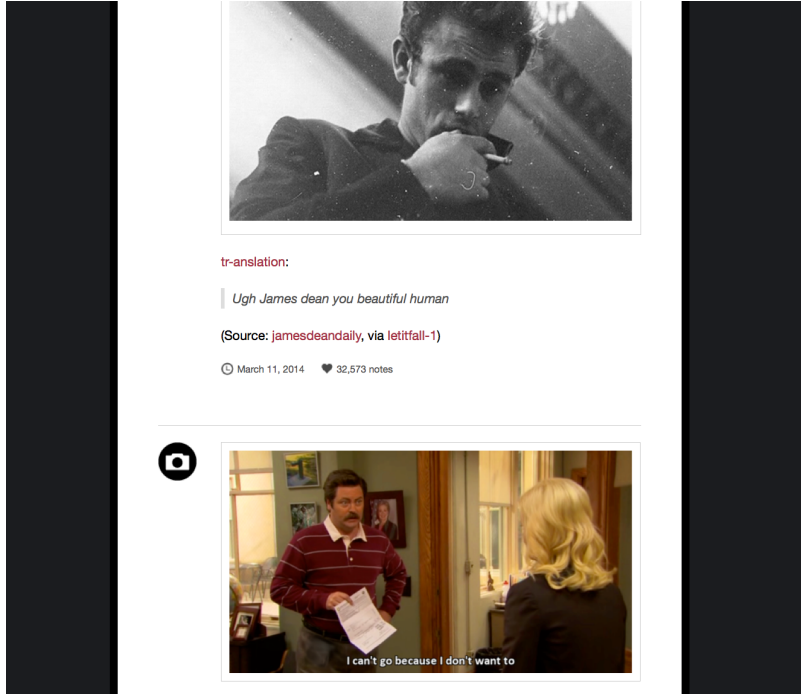 tr-anslation:
Ugh James dean you beautiful human
(Source: jamesdeandaily, via letitfall-1)
March 11, 2014 32,573 notes
I can't go because I don't want to